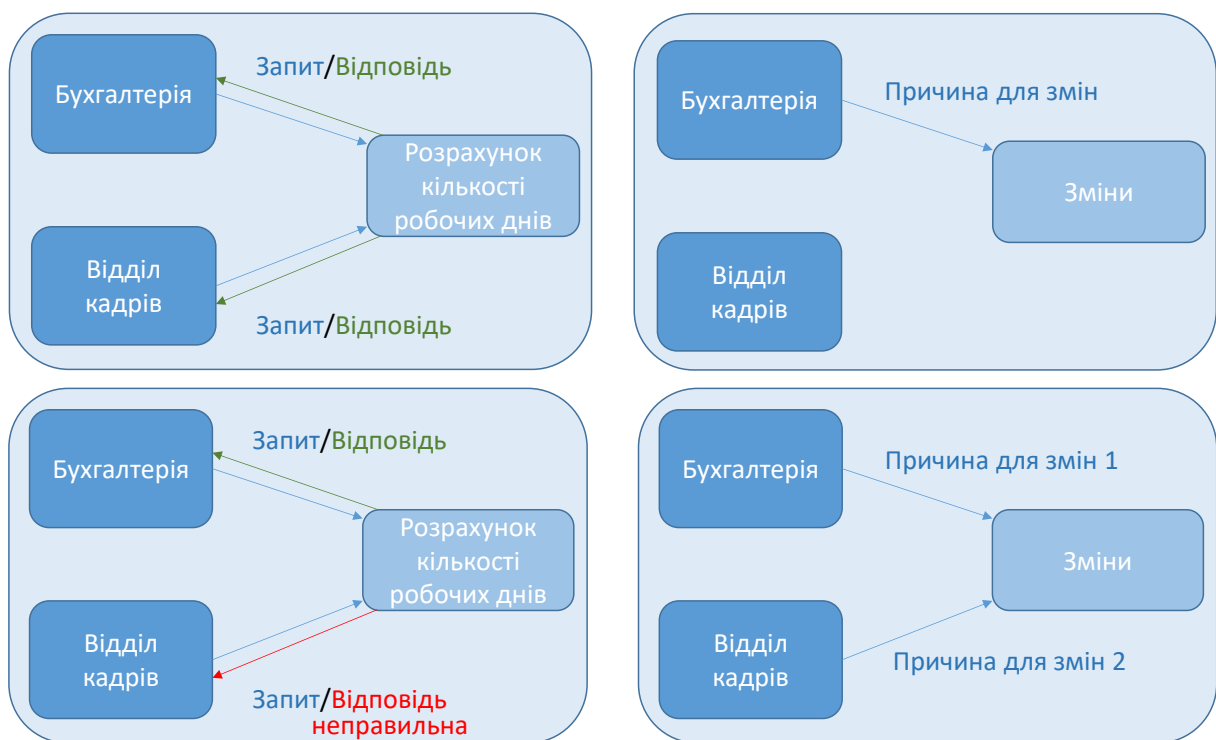 Бухгалтерія
Запит/Відповідь
Розрахунок
кількості
робочих днів
Відділ
кадрів
Запит/Відповідь
Бухгалтерія
Причина для змін
Зміни
Відділ
кадрів
Бухгалтерія
Запит/Відповідь
Розрахунок
кількості
робочих днів
Відділ
кадрів
Запит/Відповідь
неправильна
Бухгалтерія
Причина для змін 1
Зміни
Відділ
кадрів
Причина для змін 2